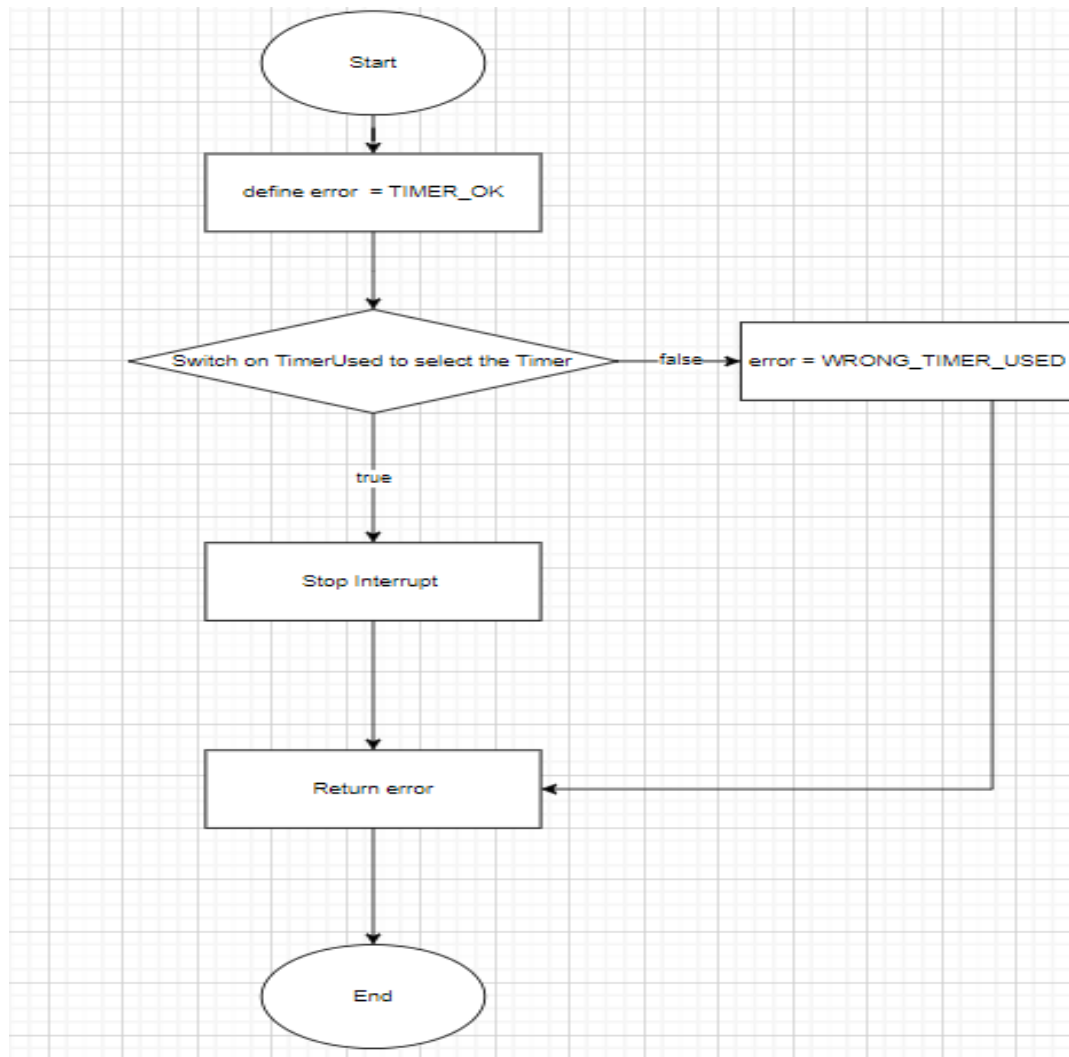 Start
define error = TIMER_OK
Switch on TimerUsed to select the Timer
false
error = WRONG_TIMER_USED
true
Stop Interrupt
Return error
End